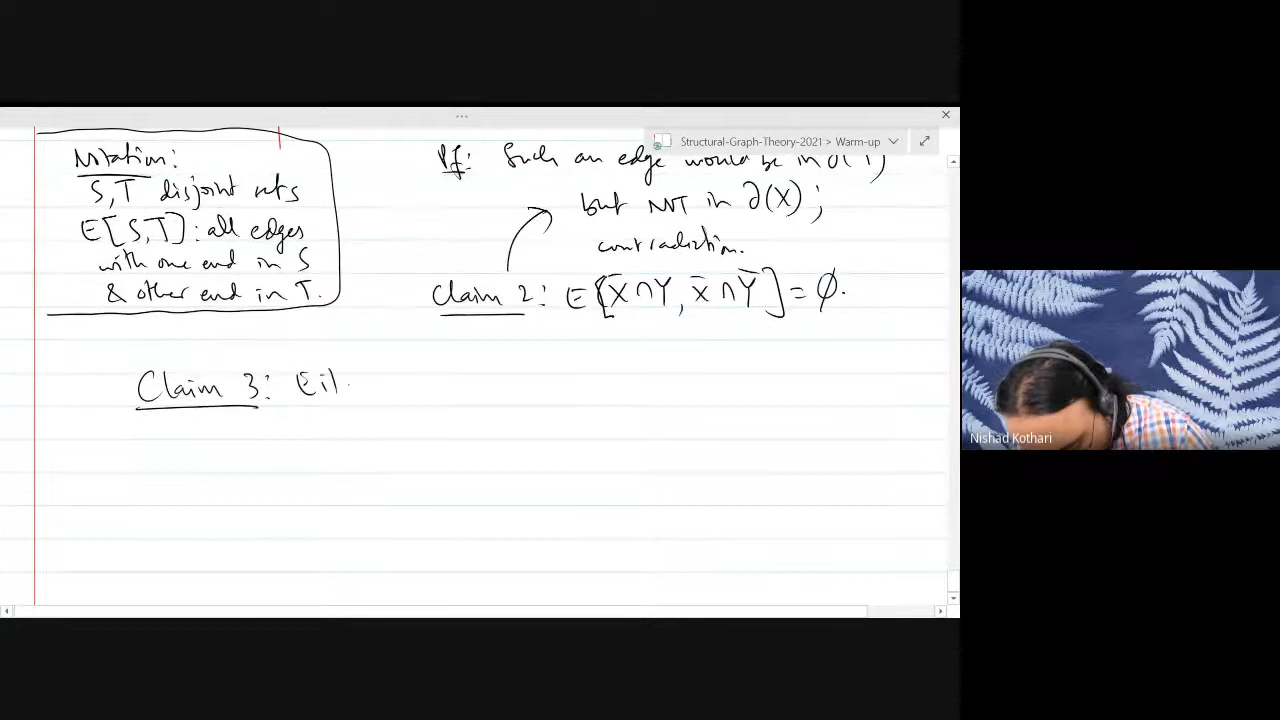 Structural-Graph-Theory-2021 > Warm-up
Notation:
S,T disjoint sets
E[S,T]: all edges
with one end in S
& other end in T.
Pf: Such an edge would be in ∂(Y)
but NOT in ∂(X);
contradiction.
Claim 2: E[X̄∩Y, X̄∩Ȳ] = ∅.
Claim 3: Eit
Nishad Kothari